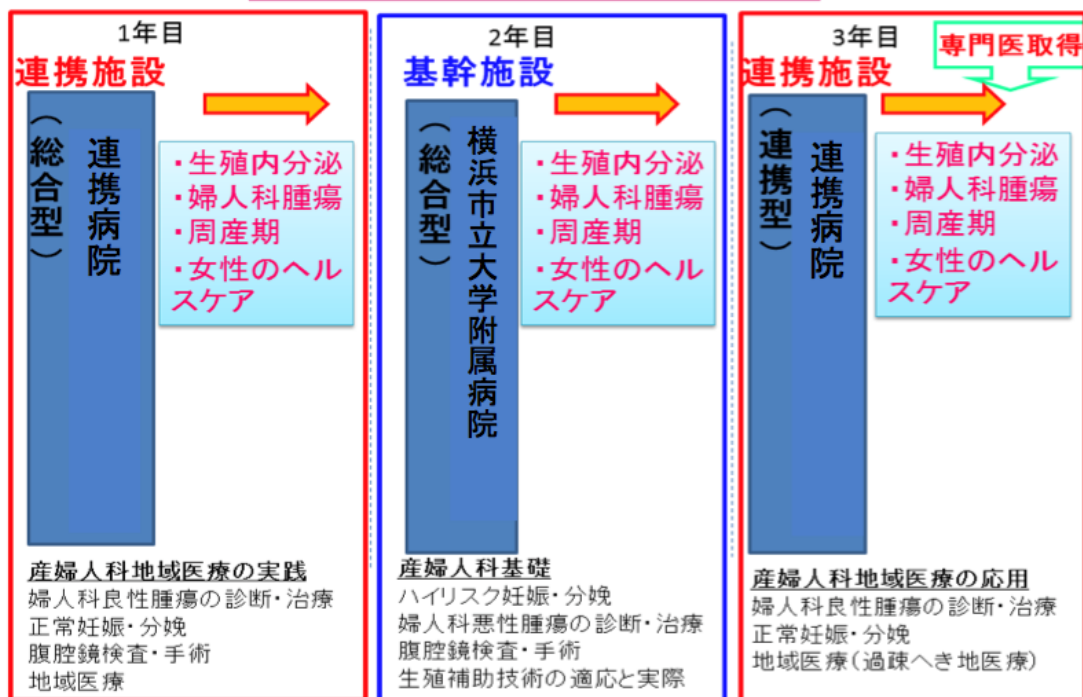 1年目
連携施設
(総合型)
連携病院
・生殖内分泌
・婦人科腫瘍
・周産期
・女性のヘル
スケア
産婦人科地域医療の実践
婦人科良性腫瘍の診断・治療
正常妊娠・分娩
腹腔鏡検査・手術
地域医療
2年目
基幹施設
(総合型)
横浜市立大学附属病院
・生殖内分泌
・婦人科腫瘍
・周産期
・女性のヘル
スケア
産婦人科基礎
ハイリスク妊娠・分娩
婦人科悪性腫瘍の診断・治療
腹腔鏡検査・手術
生殖補助技術の適応と実際
3年目
専門医取得
連携施設
(連携型)
連携病院
・生殖内分泌
・婦人科腫瘍
・周産期
・女性のヘル
スケア
産婦人科地域医療の応用
婦人科良性腫瘍の診断・治療
正常妊娠・分娩
地域医療(過疎へき地医療)